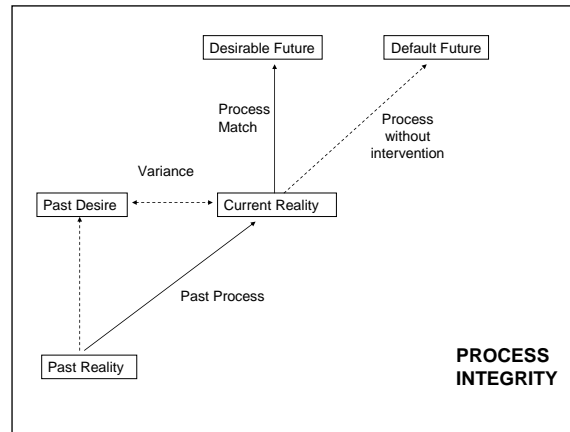 Desirable Future
Default Future
Process
Match
Process
without
intervention
Variance
Past Desire
Current Reality
Past Process
Past Reality
PROCESS
INTEGRITY